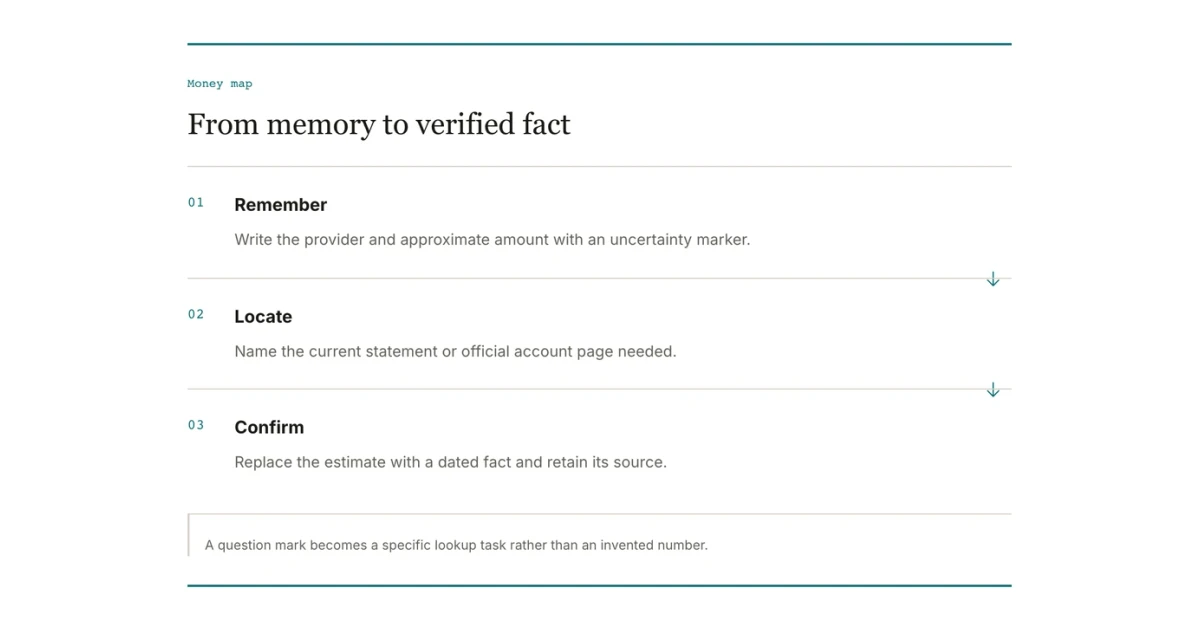 Money map
From memory to verified fact
01
Remember
Write the provider and approximate amount with an uncertainty marker.
02
Locate
Name the current statement or official account page needed.
03
Confirm
Replace the estimate with a dated fact and retain its source.
A question mark becomes a specific lookup task rather than an invented number.